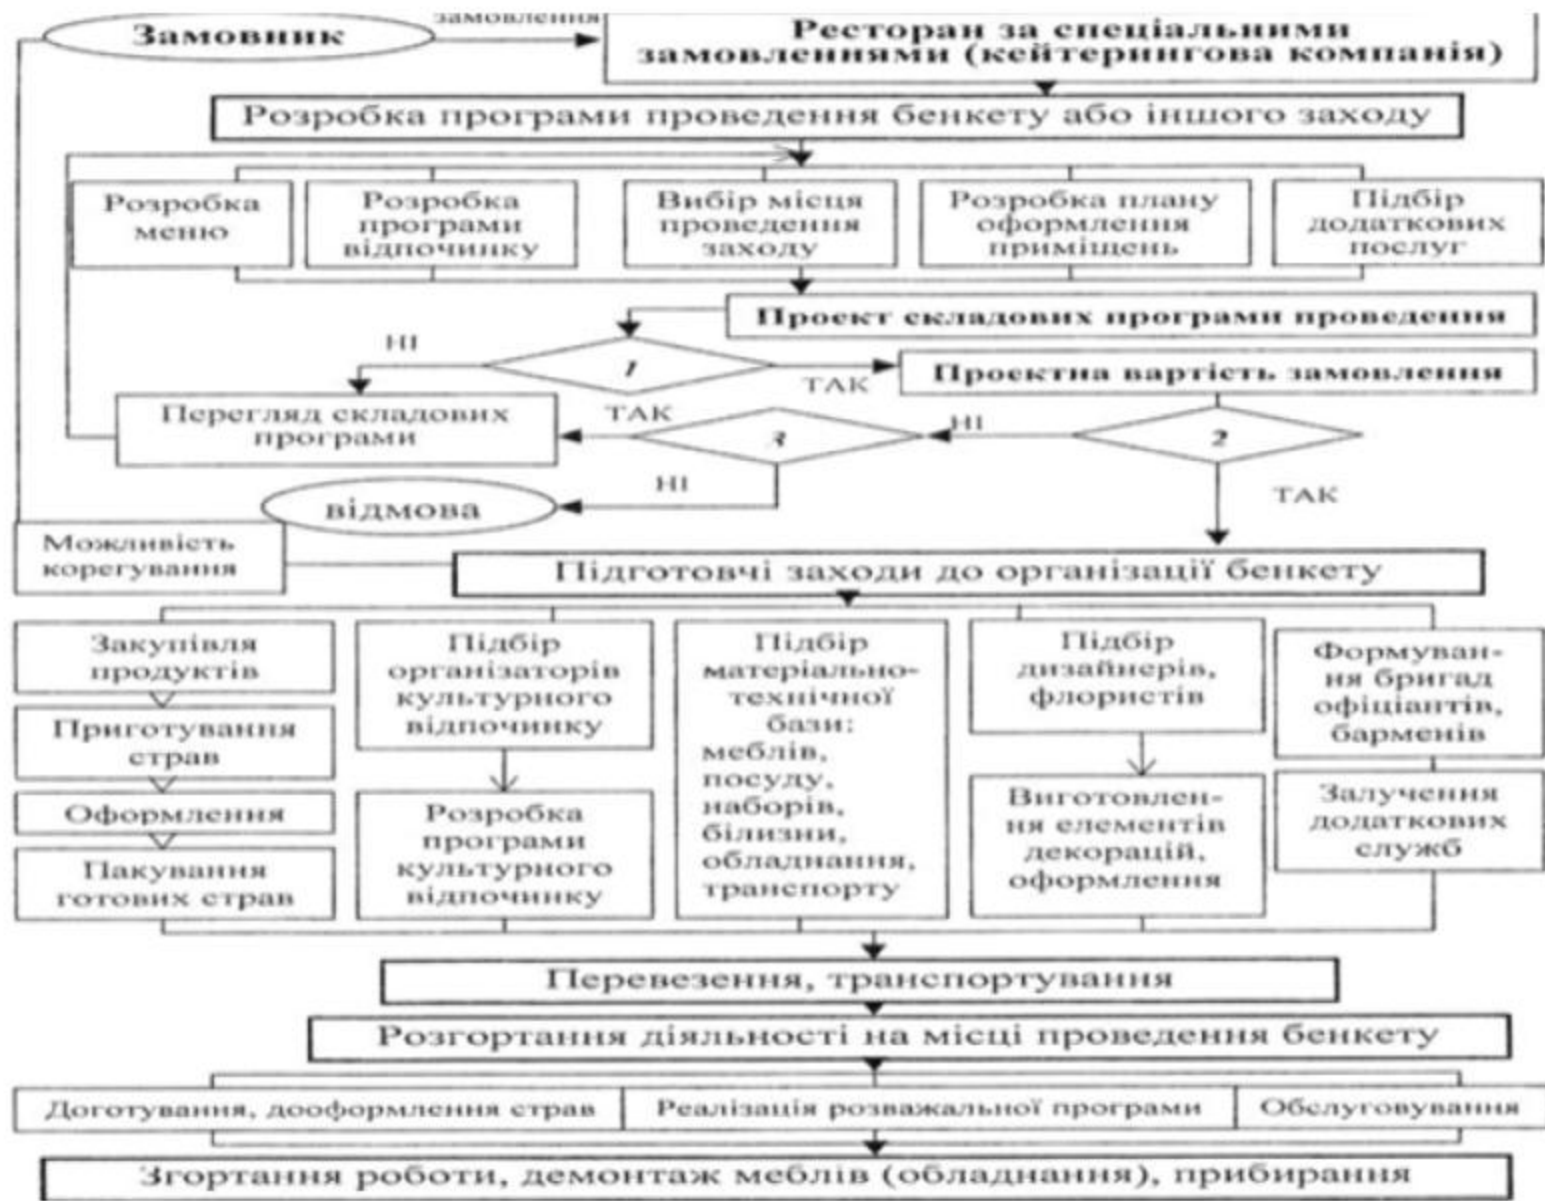 замовлення
Замовник
Ресторан за спеціальними
замовленнями (кейтерингова компанія)
Розробка програми проведення бенкету або іншого заходу
Розробка
меню
Розробка
програми
відпочинку
Вибір місця
проведення
заходу
Розробка плану
оформлення
приміщень
Підбір
додаткових
послуг
Проект складових програми проведення
НІ
1
ТАК
Проектна вартість замовлення
Перегляд складових
програми
ТАК
3
НІ
2
НІ
ТАК
відмова
Можливість
корегування
Підготовчі заходи до організації бенкету
Закупівля
продуктів
Приготування
страв
Оформлення
Пакування
готових страв
Підбір
організаторів
культурного
відпочинку
Розробка
програми
культурного
відпочинку
Підбір
матеріально-
технічної
бази:
меблів,
посуду,
наборів,
білизни,
обладнання,
транспорту
Підбір
дизайнерів,
флористів
Виготовлен-
ня елементів
декорацій,
оформлення
Формуван-
ня бригад
офіціантів,
барменів
Залучення
додаткових
служб
Перевезення, транспортування
Розгортання діяльності на місці проведення бенкету
Доготування, дооформлення страв
Реалізація розважальної програми
Обслуговування
Згортання роботи, демонтаж меблів (обладнання), прибирання